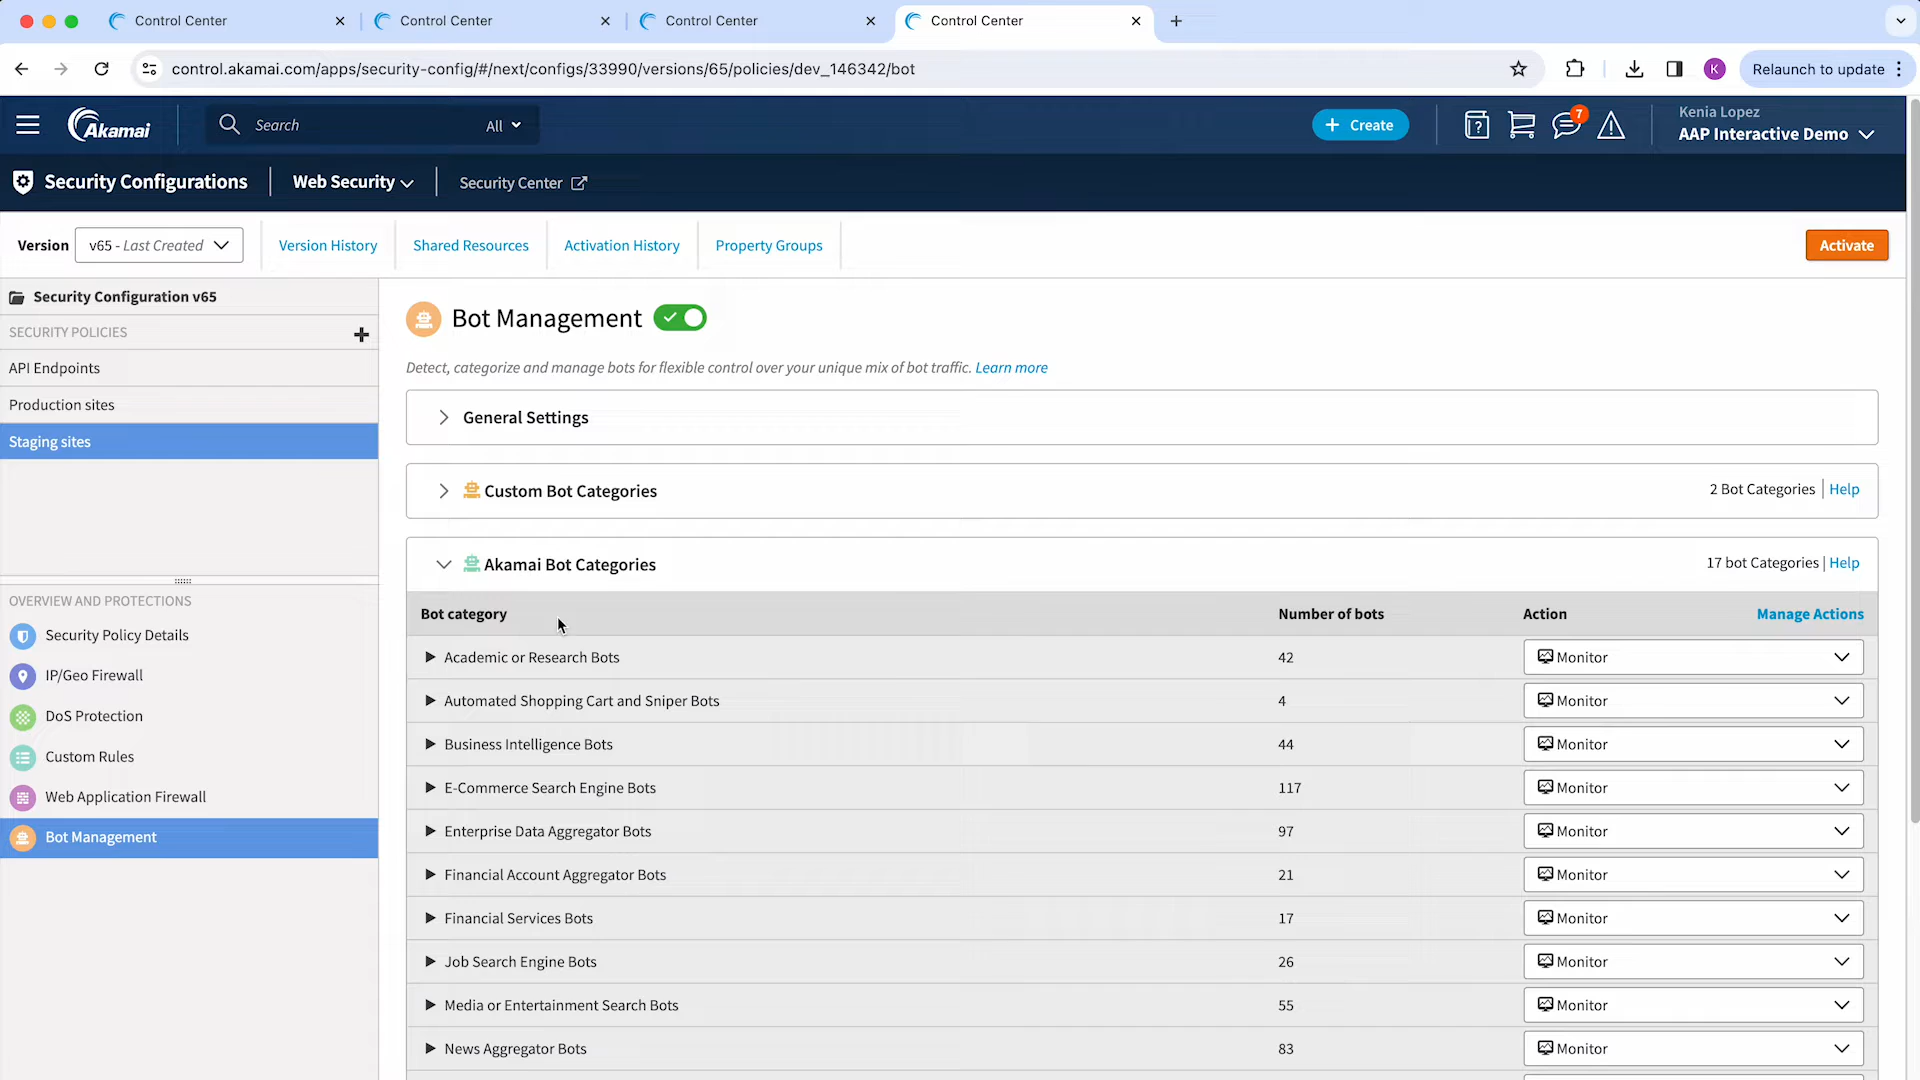 Control Center
Control Center
Control Center
Control Center
control.akamai.com/apps/security-config/#/next/configs/33990/versions/65/policies/dev_146342/bot
K
Relaunch to update
Akamai
Search
All
Create
7
Kenia Lopez
AAP Interactive Demo
Security Configurations
Web Security
Security Center
Version
v65 - Last Created
Version History
Shared Resources
Activation History
Property Groups
Activate
Security Configuration v65
SECURITY POLICIES
API Endpoints
Production sites
Staging sites
OVERVIEW AND PROTECTIONS
Security Policy Details
IP/Geo Firewall
DoS Protection
Custom Rules
Web Application Firewall
Bot Management
Bot Management
Detect, categorize and manage bots for flexible control over your unique mix of bot traffic. Learn more
General Settings
Custom Bot Categories
2 Bot Categories | Help
Akamai Bot Categories
17 bot Categories | Help
Bot category Number of bots Action Manage Actions
Academic or Research Bots 42 Monitor
Automated Shopping Cart and Sniper Bots 4 Monitor
Business Intelligence Bots 44 Monitor
E-Commerce Search Engine Bots 117 Monitor
Enterprise Data Aggregator Bots 97 Monitor
Financial Account Aggregator Bots 21 Monitor
Financial Services Bots 17 Monitor
Job Search Engine Bots 26 Monitor
Media or Entertainment Search Bots 55 Monitor
News Aggregator Bots 83 Monitor